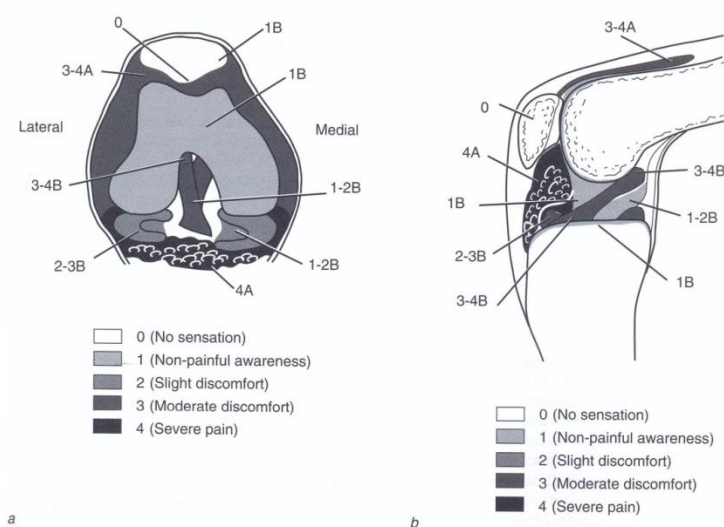 0
1B
3-4A
1B
Lateral
Medial
3-4B
1-2B
2-3B
1-2B
4A
0 (No sensation)
1 (Non-painful awareness)
2 (Slight discomfort)
3 (Moderate discomfort)
4 (Severe pain)
a
3-4A
0
4A
3-4B
1B
1-2B
2-3B
3-4B
1B
0 (No sensation)
1 (Non-painful awareness)
2 (Slight discomfort)
3 (Moderate discomfort)
4 (Severe pain)
b